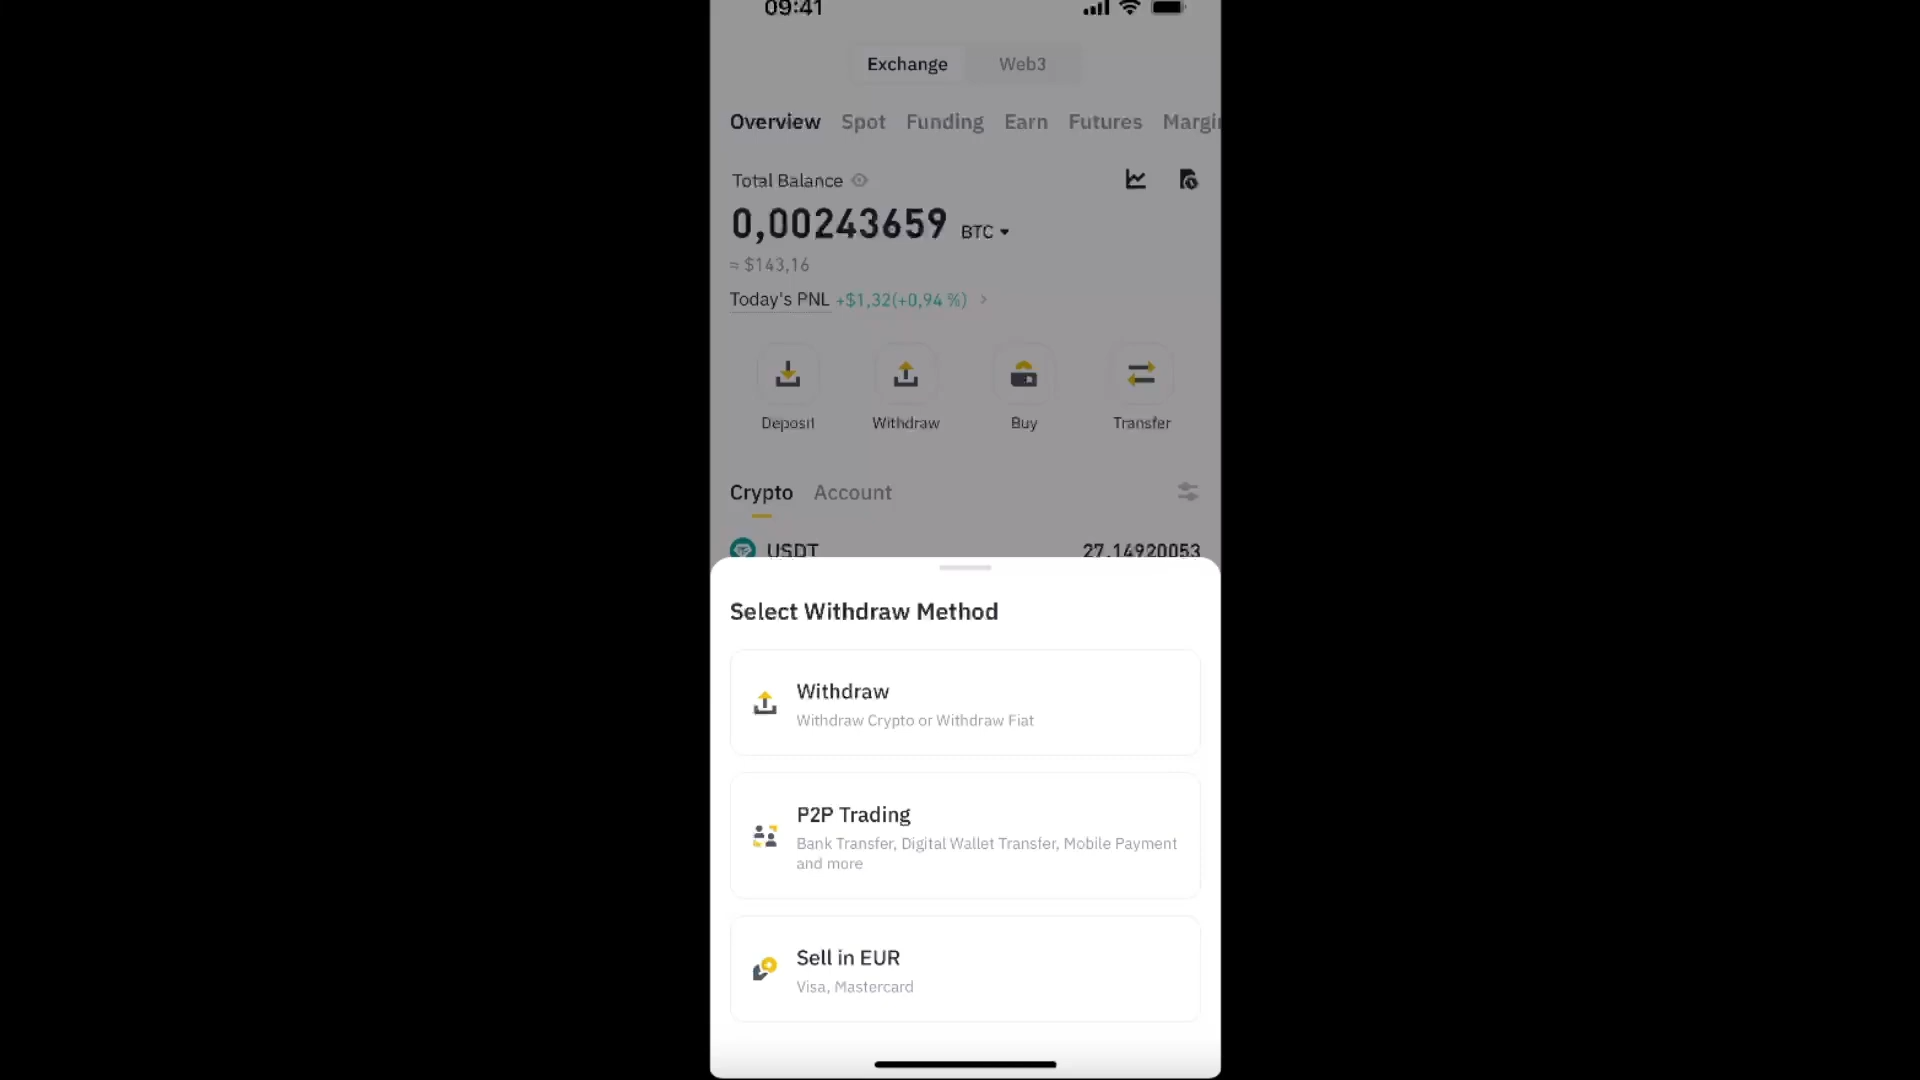 09:41
Exchange Web3
Overview Spot Funding Earn Futures Margin
Total Balance
0,00243659 BTC
≈ $143,16
Today's PNL +$1,32(+0,94 %)
Deposit Withdraw Buy Transfer
Crypto Account
USDT 27,14920053
Select Withdraw Method
Withdraw
Withdraw Crypto or Withdraw Fiat
P2P Trading
Bank Transfer, Digital Wallet Transfer, Mobile Payment
and more
Sell in EUR
Visa, Mastercard